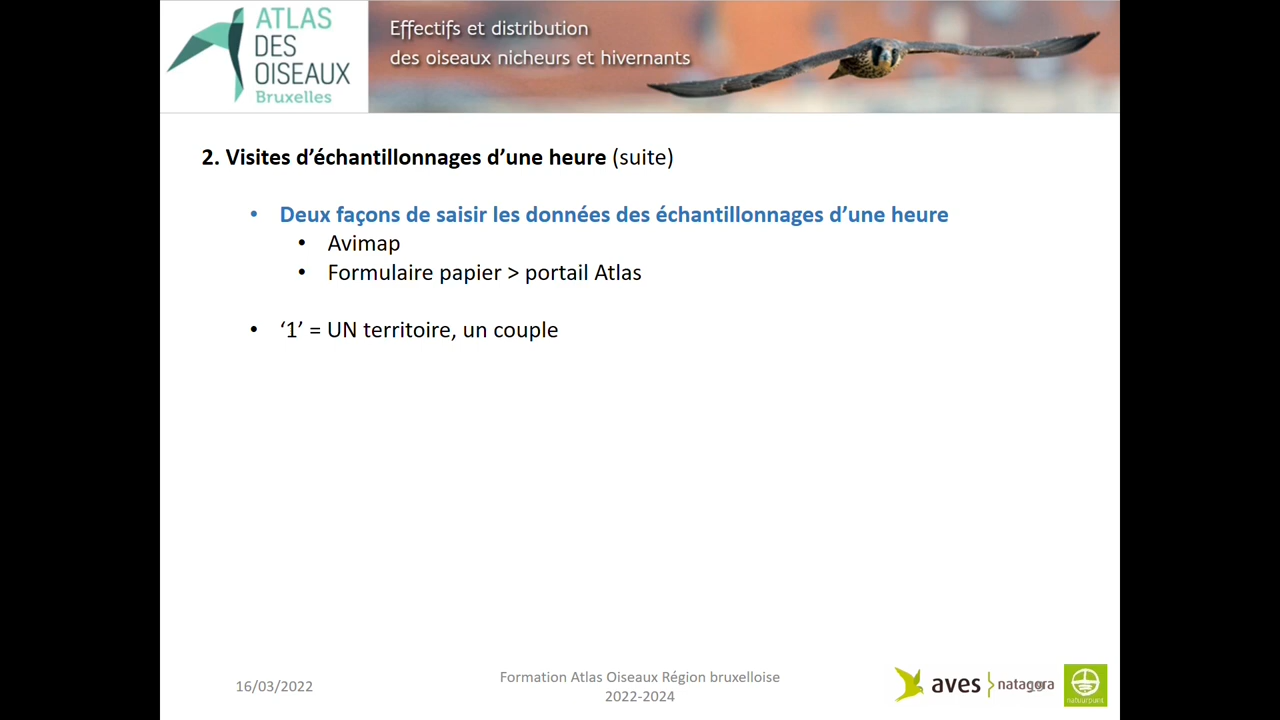 ATLAS
DES
OISEAUX
Bruxelles
Effectifs et distribution
des oiseaux nicheurs et hivernants
2. Visites d’échantillonnages d’une heure (suite)
• Deux façons de saisir les données des échantillonnages d’une heure
• Avimap
• Formulaire papier > portail Atlas
• ‘1’ = UN territoire, un couple
16/03/2022
Formation Atlas Oiseaux Région bruxelloise
2022-2024
aves
natagora
natuurpunt